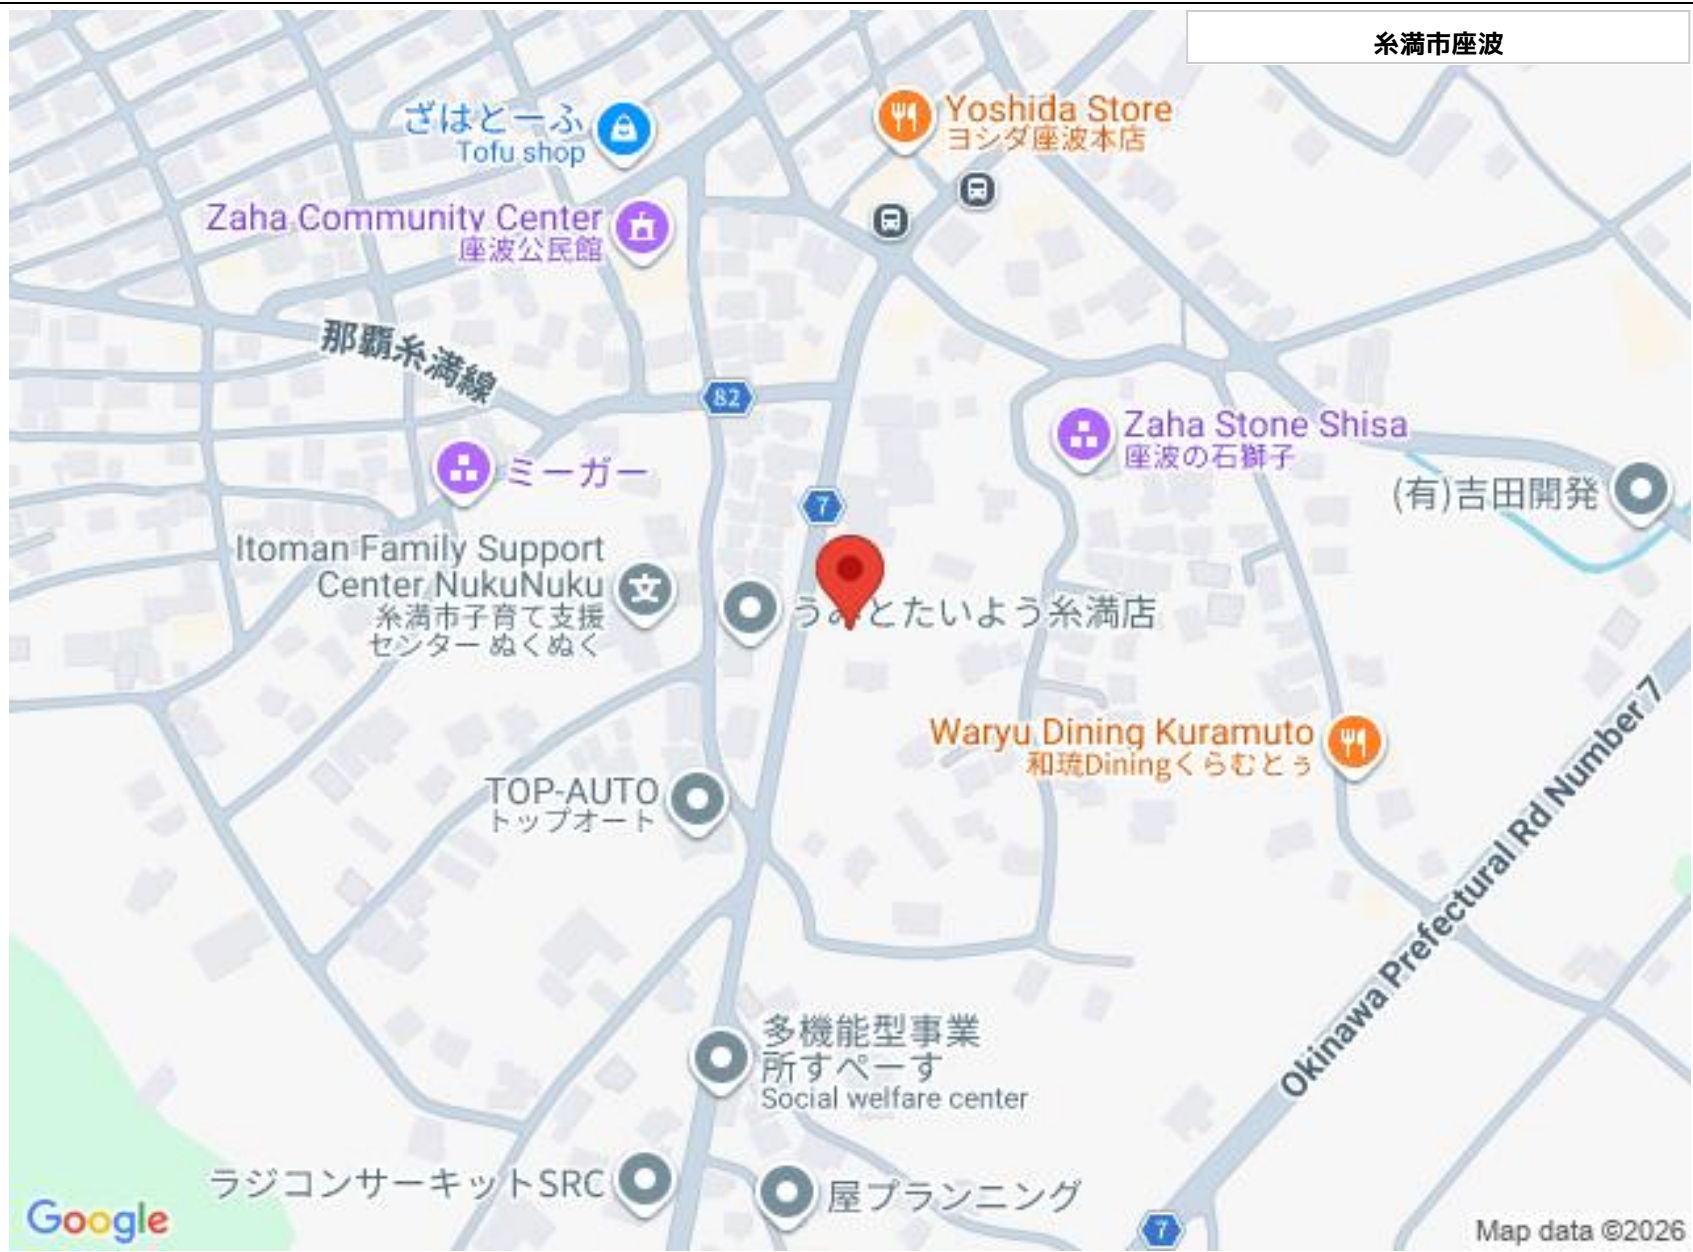 糸満市座波
ざはとーふ
Tofu shop
Yoshida Store
ヨシダ座波本店
Zaha Community Center
座波公民館
那覇糸満線
82
Zaha Stone Shisa
座波の石獅子
ミーガー
(有)吉田開発
7
Itoman Family Support
Center NukuNuku
糸満市子育て支援
センター ぬくぬく
うみとたいよう糸満店
Waryu Dining Kuramuto
和琉Diningくらむとぅ
TOP-AUTO
トップオート
Okinawa Prefectural Rd Number 7
多機能型事業
所すぺーす
Social welfare center
ラジコンサーキットSRC
屋プランニング
7
Google
Map data ©2026